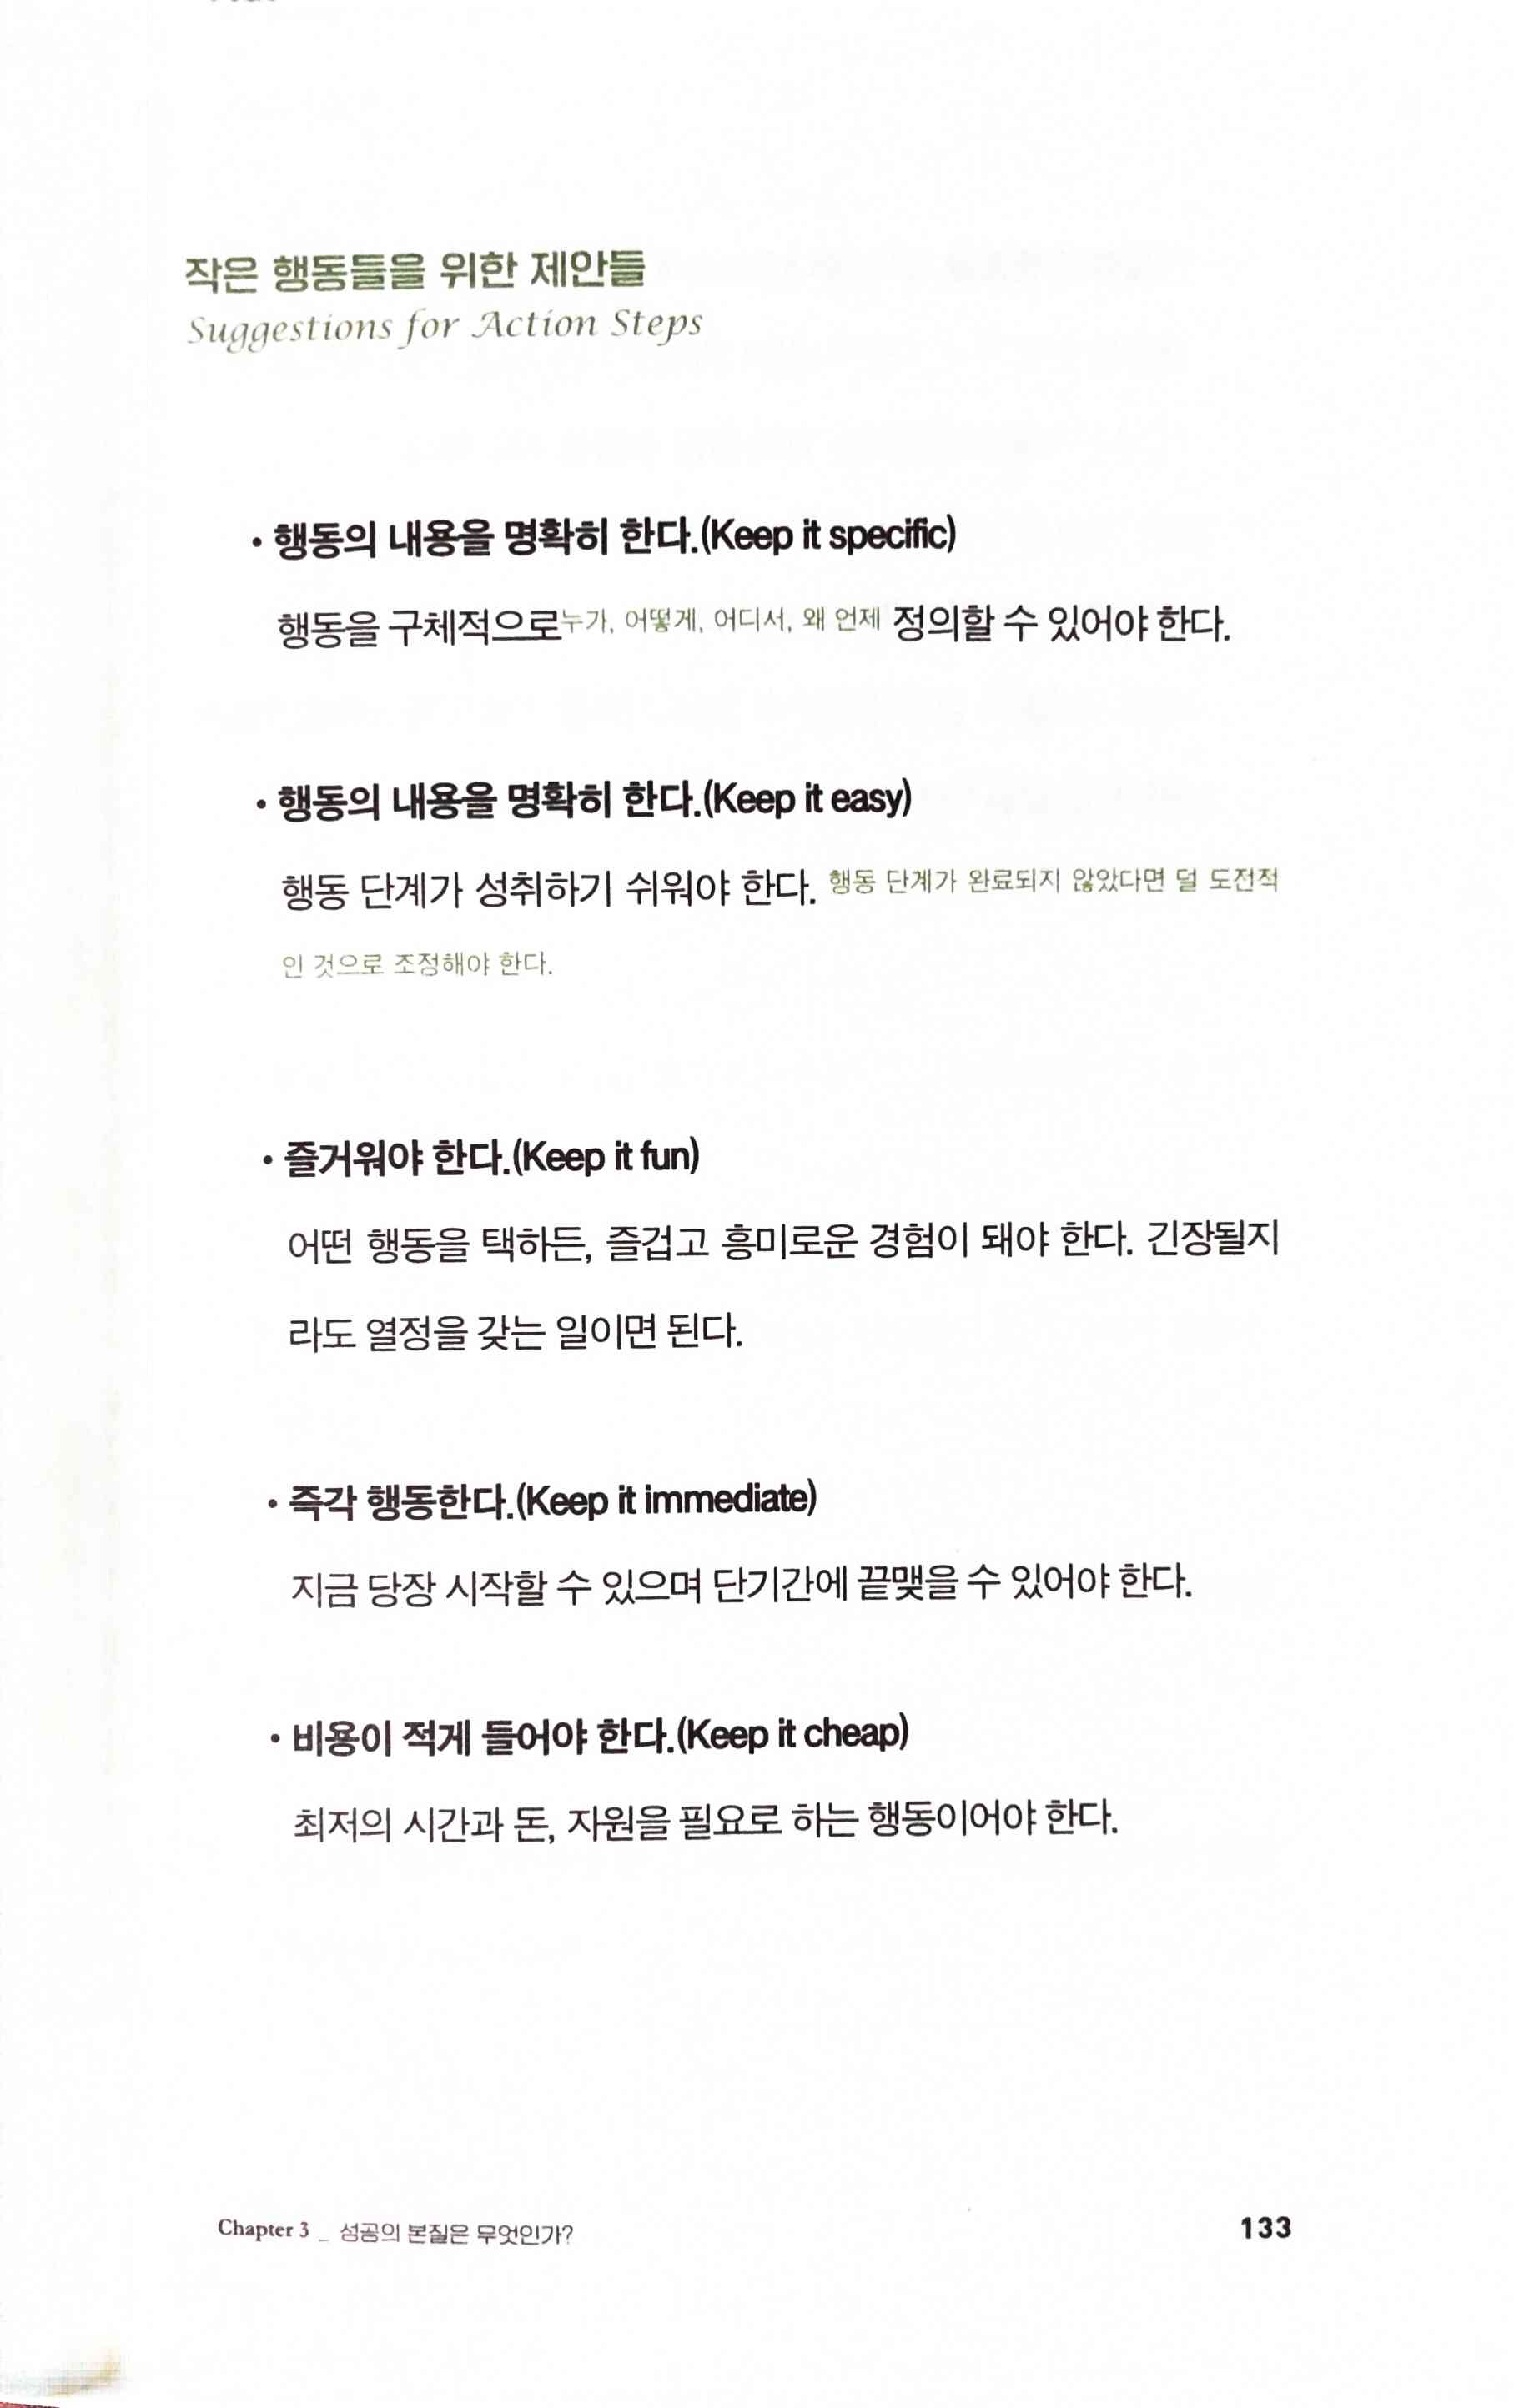 작은 행동들을 위한 제안들
Suggestions for Action Steps
• 행동의 내용을 명확히 한다.(Keep it specific)
행동을 구체적으로누가, 어떻게, 어디서, 왜 언제 정의할 수 있어야 한다.
• 행동의 내용을 명확히 한다.(Keep it easy)
행동 단계가 성취하기 쉬워야 한다. 행동 단계가 완료되지 않았다면 덜 도전적
인 것으로 조정해야 한다.
• 즐거워야 한다.(Keep it fun)
어떤 행동을 택하든, 즐겁고 흥미로운 경험이 돼야 한다. 긴장될지
라도 열정을 갖는 일이면 된다.
• 즉각 행동한다.(Keep it immediate)
지금 당장 시작할 수 있으며 단기간에 끝맺을 수 있어야 한다.
• 비용이 적게 들어야 한다.(Keep it cheap)
최저의 시간과 돈, 자원을 필요로 하는 행동이어야 한다.
Chapter 3 _ 성공의 본질은 무엇인가?
133